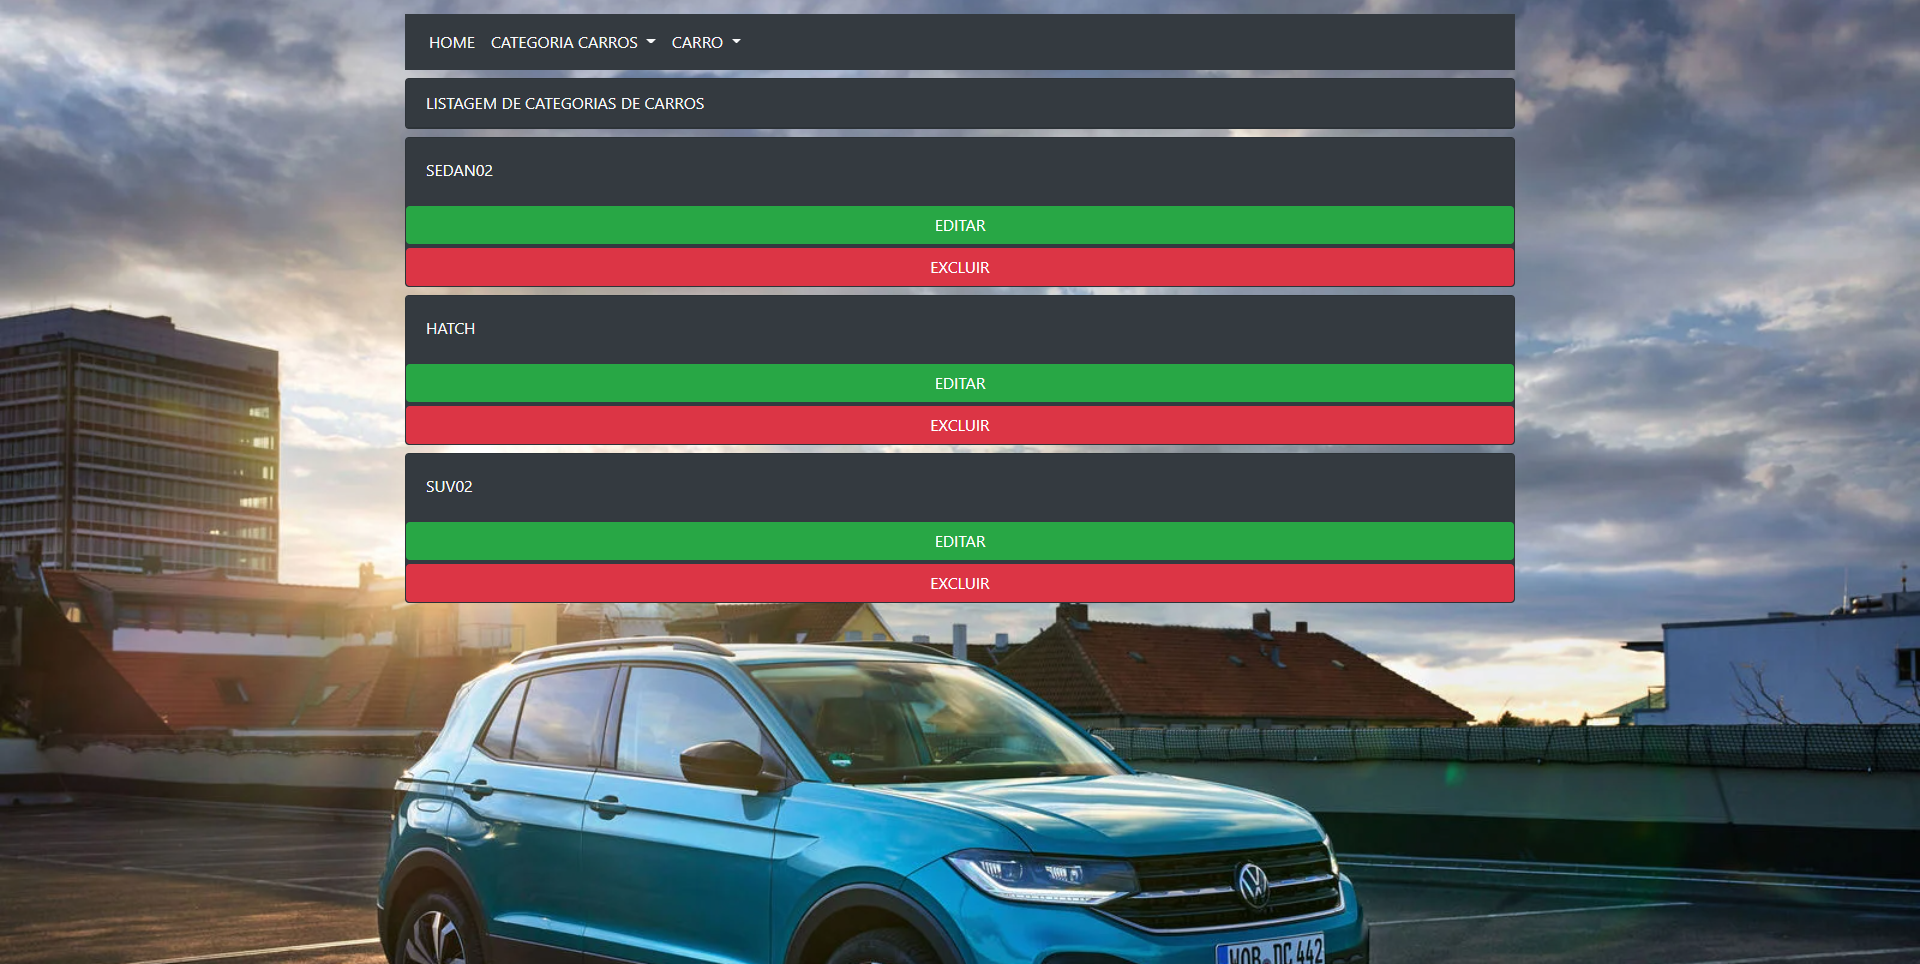 HOME CATEGORIA CARROS CARRO
LISTAGEM DE CATEGORIAS DE CARROS
SEDAN02
EDITAR
EXCLUIR
HATCH
EDITAR
EXCLUIR
SUV02
EDITAR
EXCLUIR
WOB DC 442